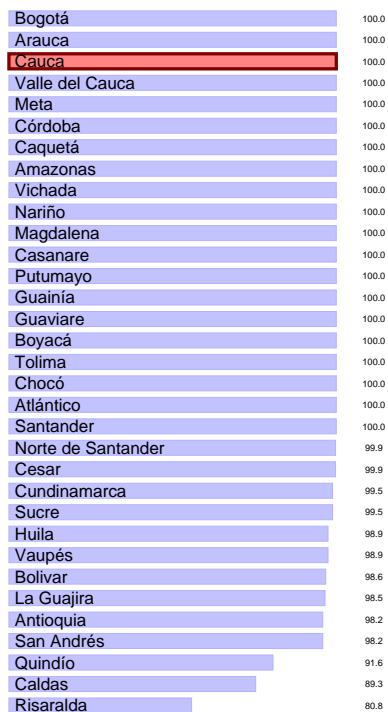 Bogotá 100.0
Arauca 100.0
Cauca 100.0
Valle del Cauca 100.0
Meta 100.0
Córdoba 100.0
Caquetá 100.0
Amazonas 100.0
Vichada 100.0
Nariño 100.0
Magdalena 100.0
Casanare 100.0
Putumayo 100.0
Guainía 100.0
Guaviare 100.0
Boyacá 100.0
Tolima 100.0
Chocó 100.0
Atlántico 100.0
Santander 100.0
Norte de Santander 99.9
Cesar 99.9
Cundinamarca 99.5
Sucre 99.5
Huila 98.9
Vaupés 98.9
Bolivar 98.6
La Guajira 98.5
Antioquia 98.2
San Andrés 98.2
Quindío 91.6
Caldas 89.3
Risaralda 80.8